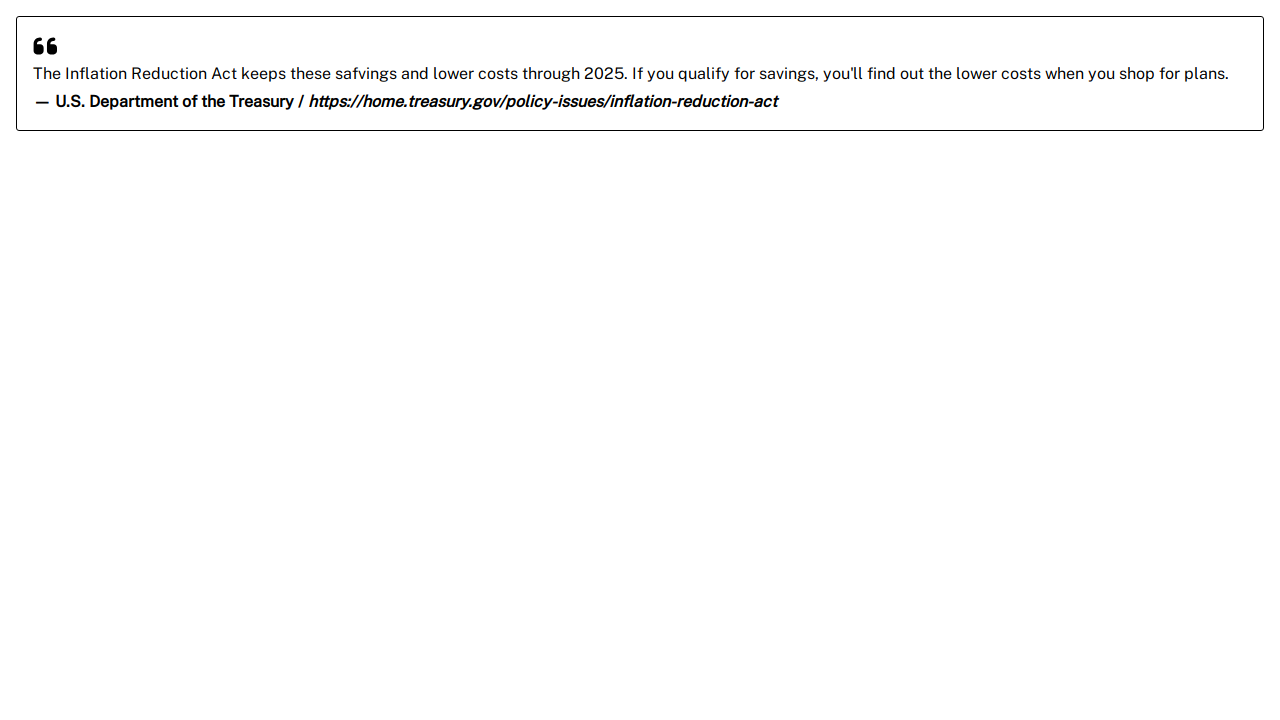 The Inflation Reduction Act keeps these safvings and lower costs through 2025. If you qualify for savings, you'll find out the lower costs when you shop for plans.
— U.S. Department of the Treasury / https://home.treasury.gov/policy-issues/inflation-reduction-act